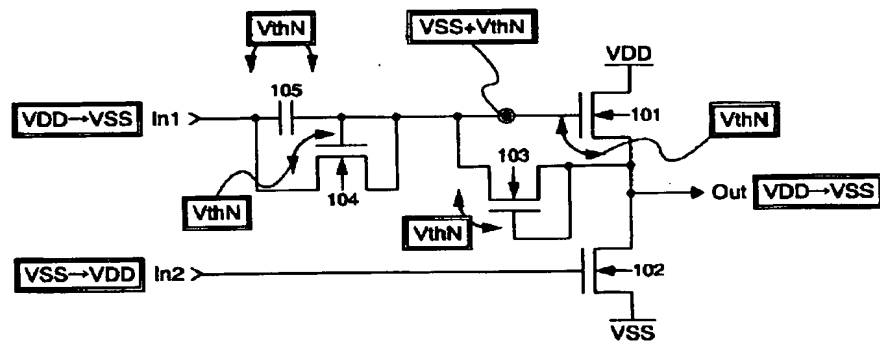 VthN
VSS+VthN
VDD
105
101
VDD→VSS In1
VthN
103
104
Out VDD→VSS
VthN
VthN
VSS→VDD In2
102
VSS